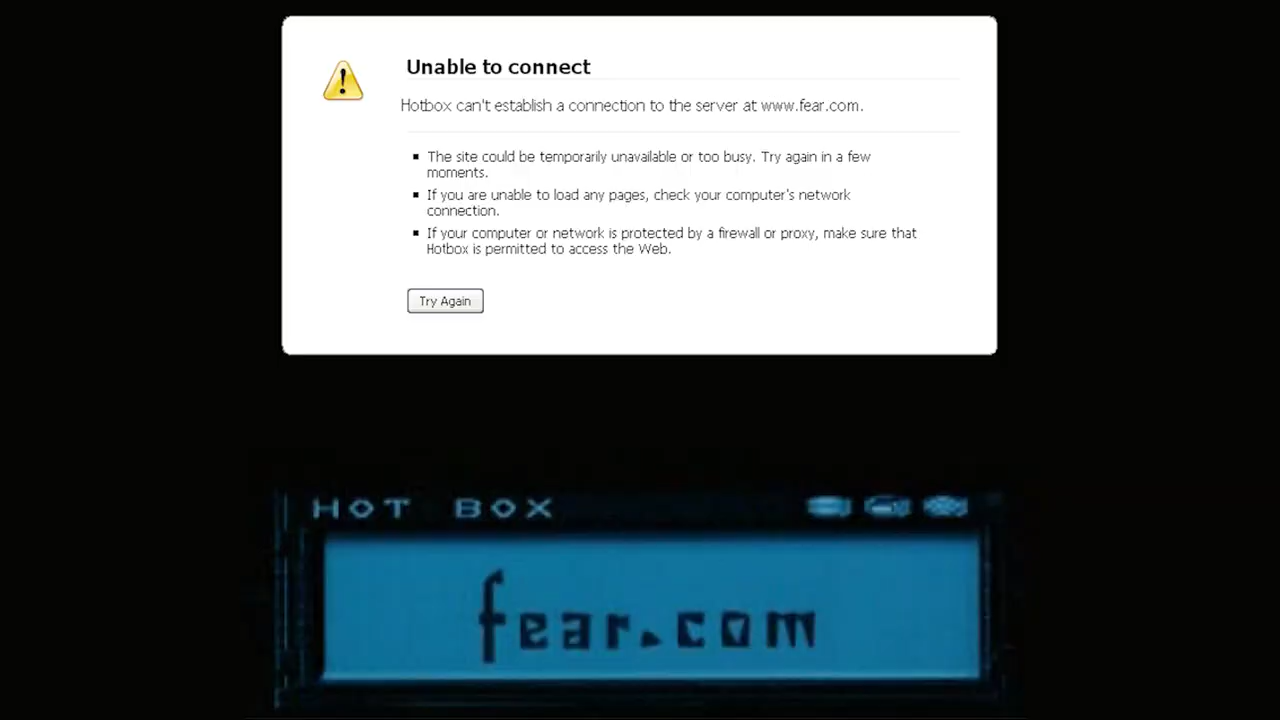 Unable to connect
Hotbox can't establish a connection to the server at www.fear.com.
The site could be temporarily unavailable or too busy. Try again in a few
moments.
If you are unable to load any pages, check your computer's network
connection.
If your computer or network is protected by a firewall or proxy, make sure that
Hotbox is permitted to access the Web.
Try Again
HOT BOX
fear.com